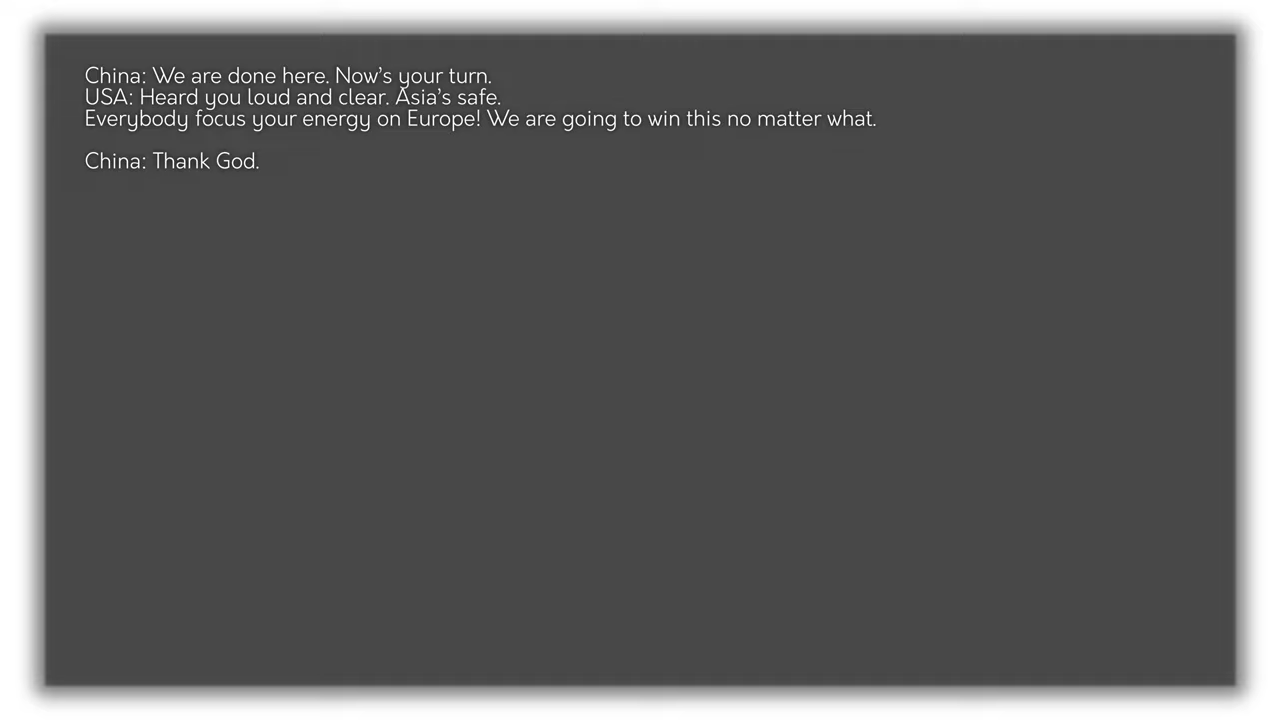 China: We are done here. Now's your turn.
USA: Heard you loud and clear. Asia's safe.
Everybody focus your energy on Europe! We are going to win this no matter what.
China: Thank God.